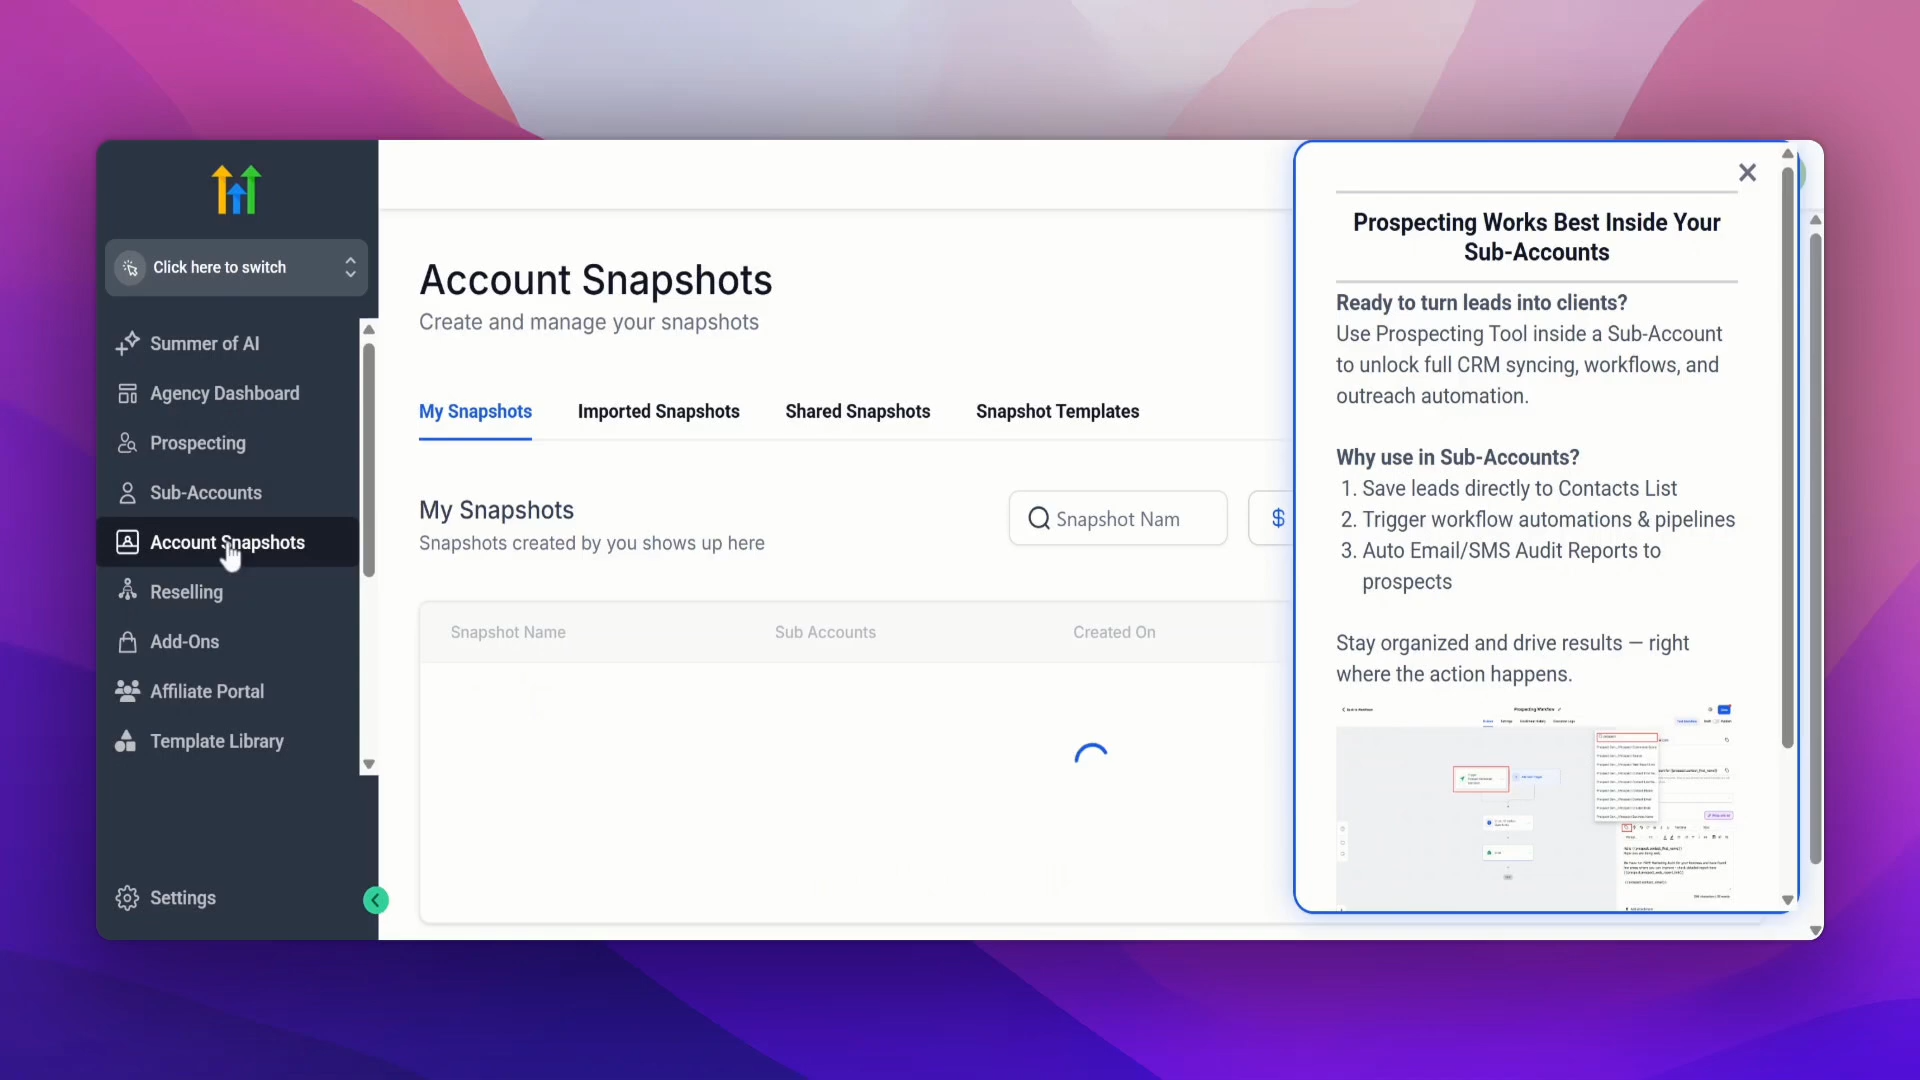 Click here to switch
Summer of AI
Agency Dashboard
Prospecting
Sub-Accounts
Account Snapshots
Reselling
Add-Ons
Affiliate Portal
Template Library
Settings
Account Snapshots
Create and manage your snapshots
My Snapshots
Imported Snapshots
Shared Snapshots
Snapshot Templates
My Snapshots
Snapshots created by you shows up here
Snapshot Nam
$
Snapshot Name
Sub Accounts
Created On
Prospecting Works Best Inside Your
Sub-Accounts
Ready to turn leads into clients?
Use Prospecting Tool inside a Sub-Account
to unlock full CRM syncing, workflows, and
outreach automation.
Why use in Sub-Accounts?
1. Save leads directly to Contacts List
2. Trigger workflow automations & pipelines
3. Auto Email/SMS Audit Reports to
prospects
Stay organized and drive results — right
where the action happens.
Prospecting Workflow